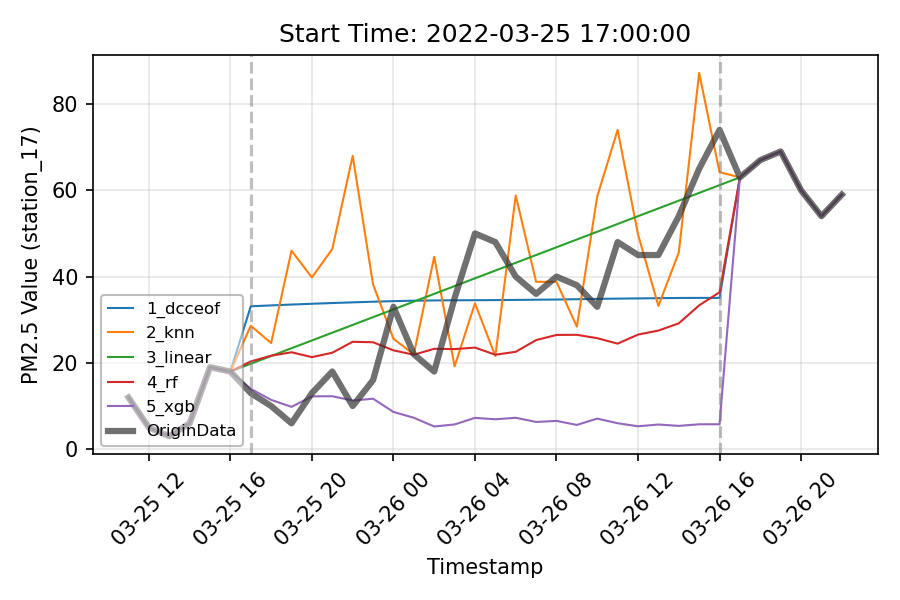 Start Time: 2022-03-25 17:00:00
PM2.5 Value (station_17)
80
60
40
20
0
1_dcceof
2_knn
3_linear
4_rf
5_xgb
OriginData
03-25 12
03-25 16
03-25 20
03-26 00
03-26 04
03-26 08
03-26 12
03-26 16
03-26 20
Timestamp